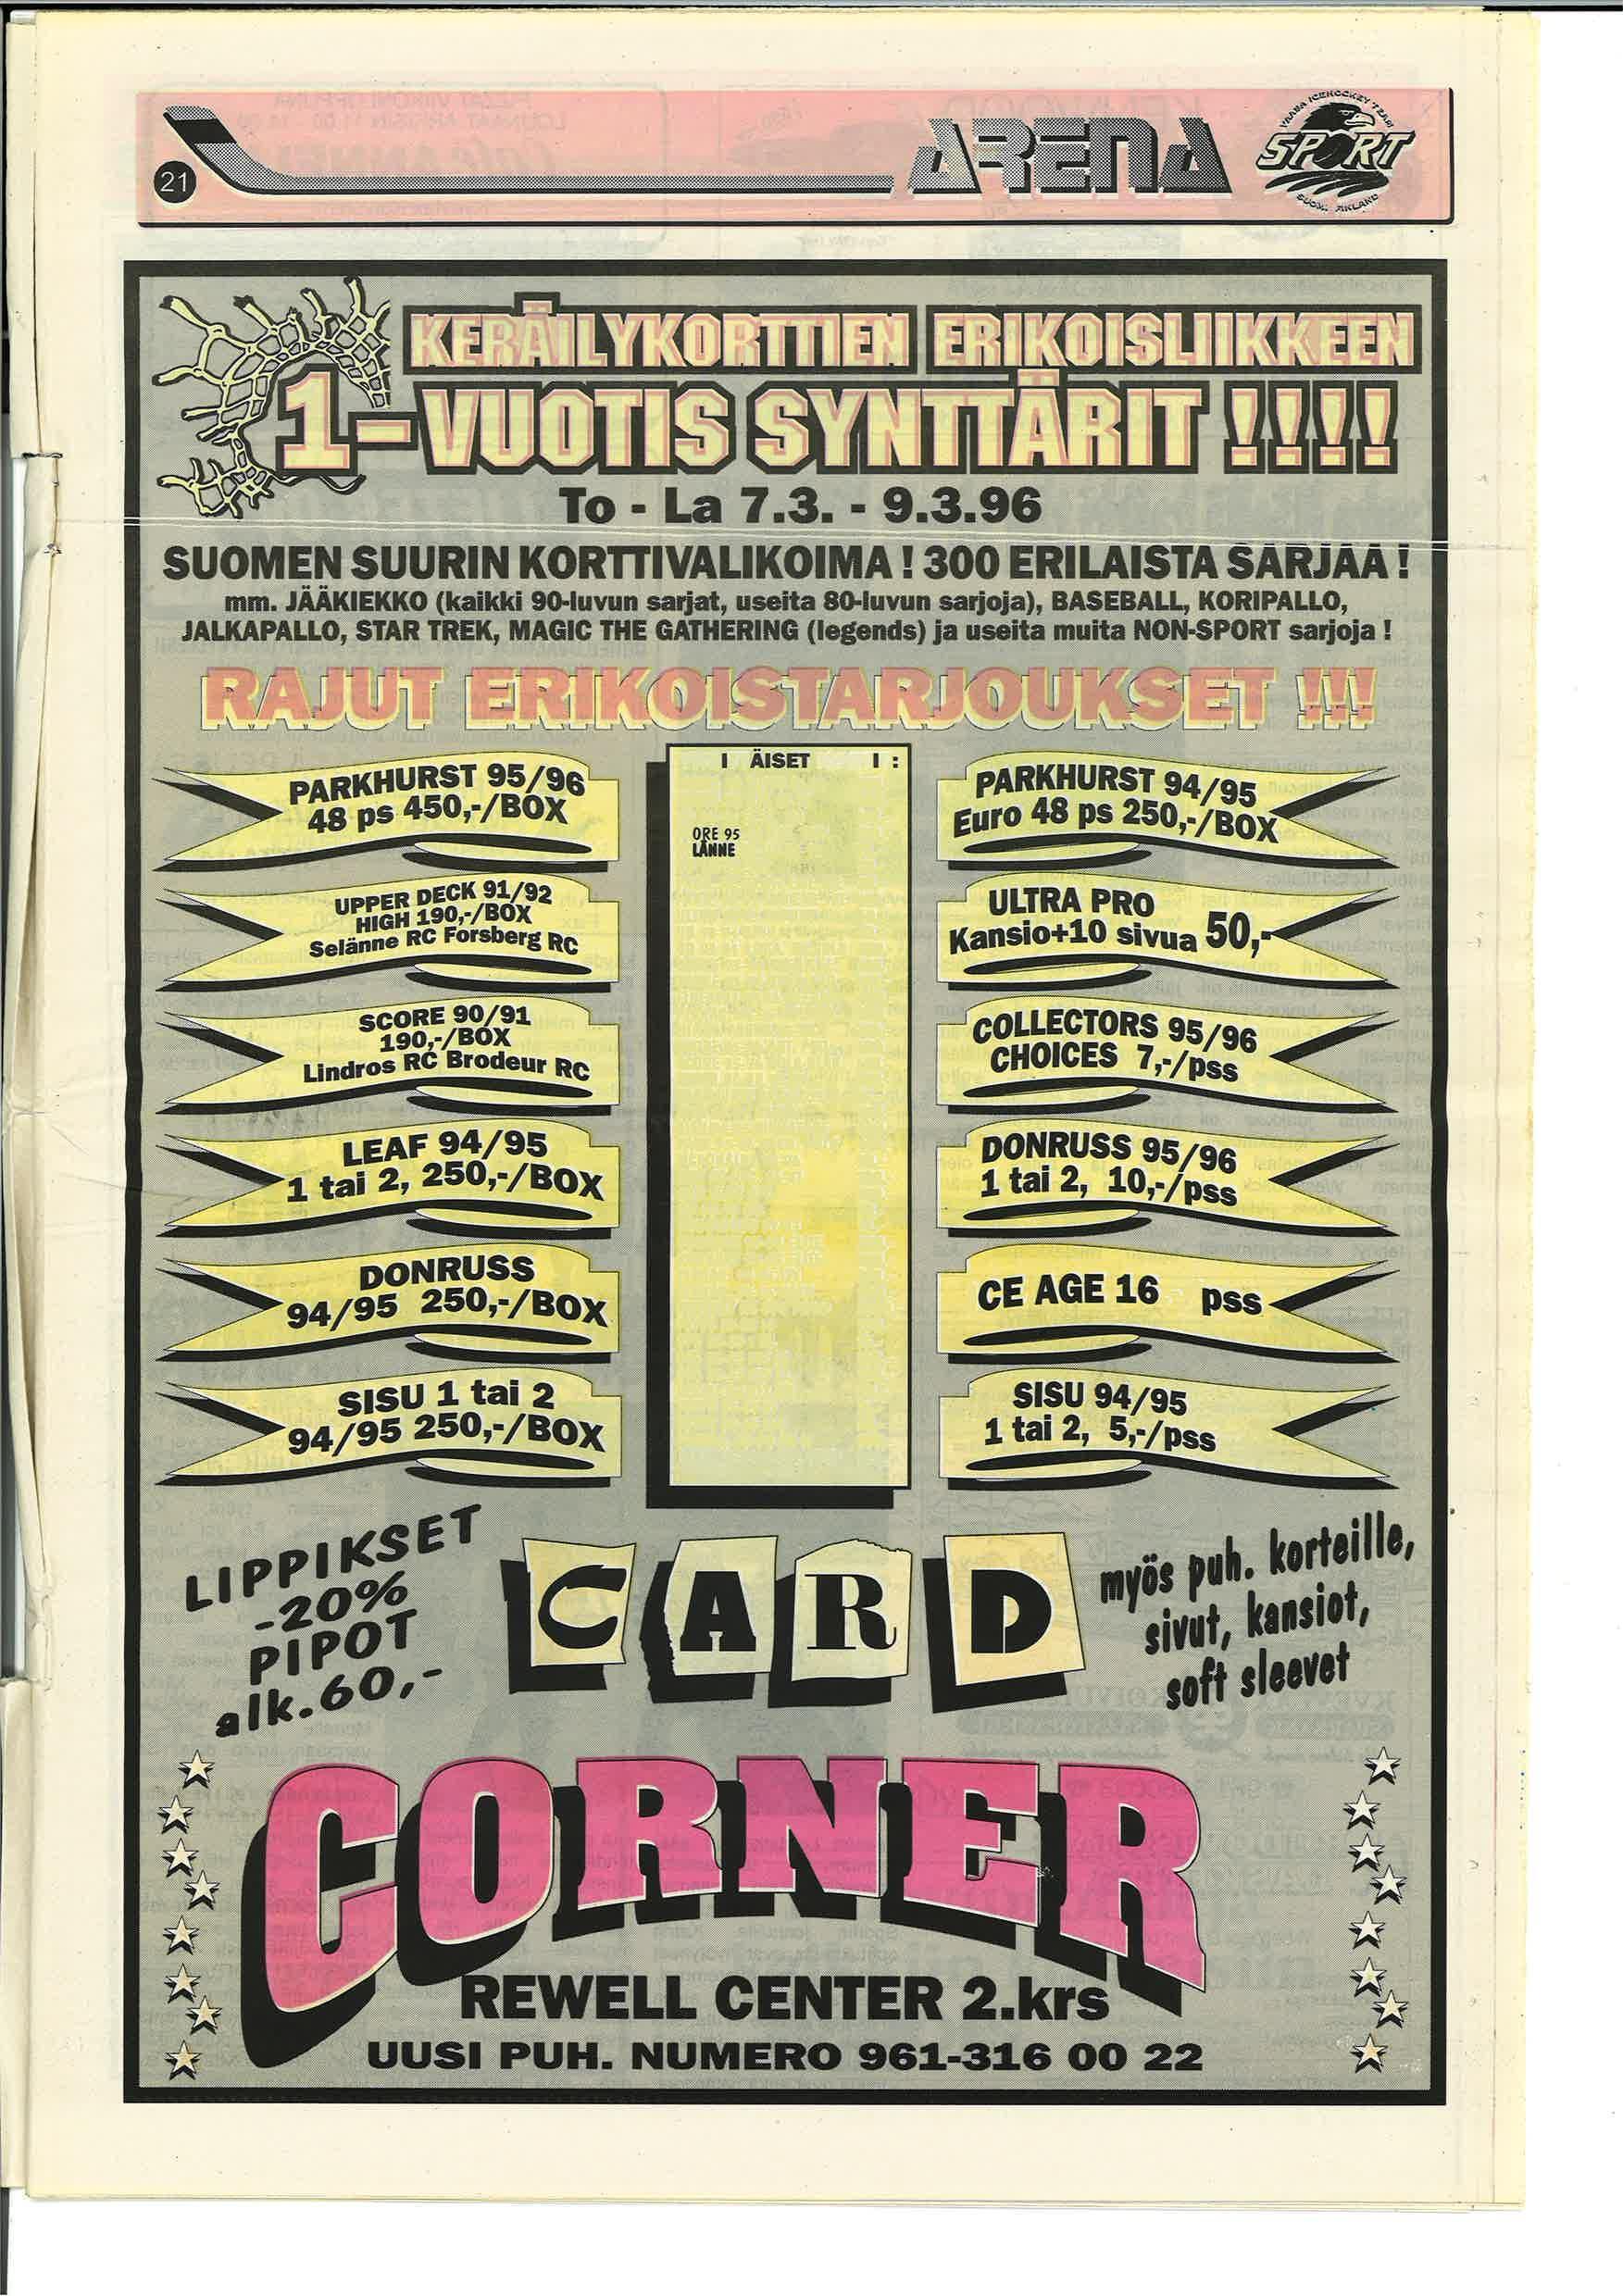 21
ARENA
VAASA ICEHOCKEY TEAM
SPORT
KERÄILYKORTTIEN ERIKOISLIIKKEEN
1-VUOTIS SYNTTÄRIT !!!!
To - La 7.3. - 9.3.96
SUOMEN SUURIN KORTTIVALIKOIMA ! 300 ERILAISTA SARJAA !
mm. JÄÄKIEKKO (kaikki 90-luvun sarjat, useita 80-luvun sarjoja), BASEBALL, KORIPALLO,
JALKAPALLO, STAR TREK, MAGIC THE GATHERING (legends) ja useita muita NON-SPORT sarjoja !
RAJUT ERIKOISTARJOUKSET !!!
PARKHURST 95/96
48 ps 450,-/BOX
UPPER DECK 91/92
HIGH 190,-/BOX
Selänne RC Forsberg RC
SCORE 90/91
190,-/BOX
Lindros RC Brodeur RC
LEAF 94/95
1 tai 2, 250,-/BOX
DONRUSS
94/95 250,-/BOX
SISU 1 tai 2
94/95 250,-/BOX
I ÄISET I :
ORE 95
LÄNNE
PARKHURST 94/95
Euro 48 ps 250,-/BOX
ULTRA PRO
Kansio+10 sivua 50,-
COLLECTORS 95/96
CHOICES 7,-/pss
DONRUSS 95/96
1 tai 2, 10,-/pss
CE AGE 16 pss
SISU 94/95
1 tai 2, 5,-/pss
LIPPIKSET
-20%
PIPOT
alk.60,-
CARD
myös puh. korteille,
sivut, kansiot,
soft sleevet
CORNER
REWELL CENTER 2.krs
UUSI PUH. NUMERO 961-316 00 22